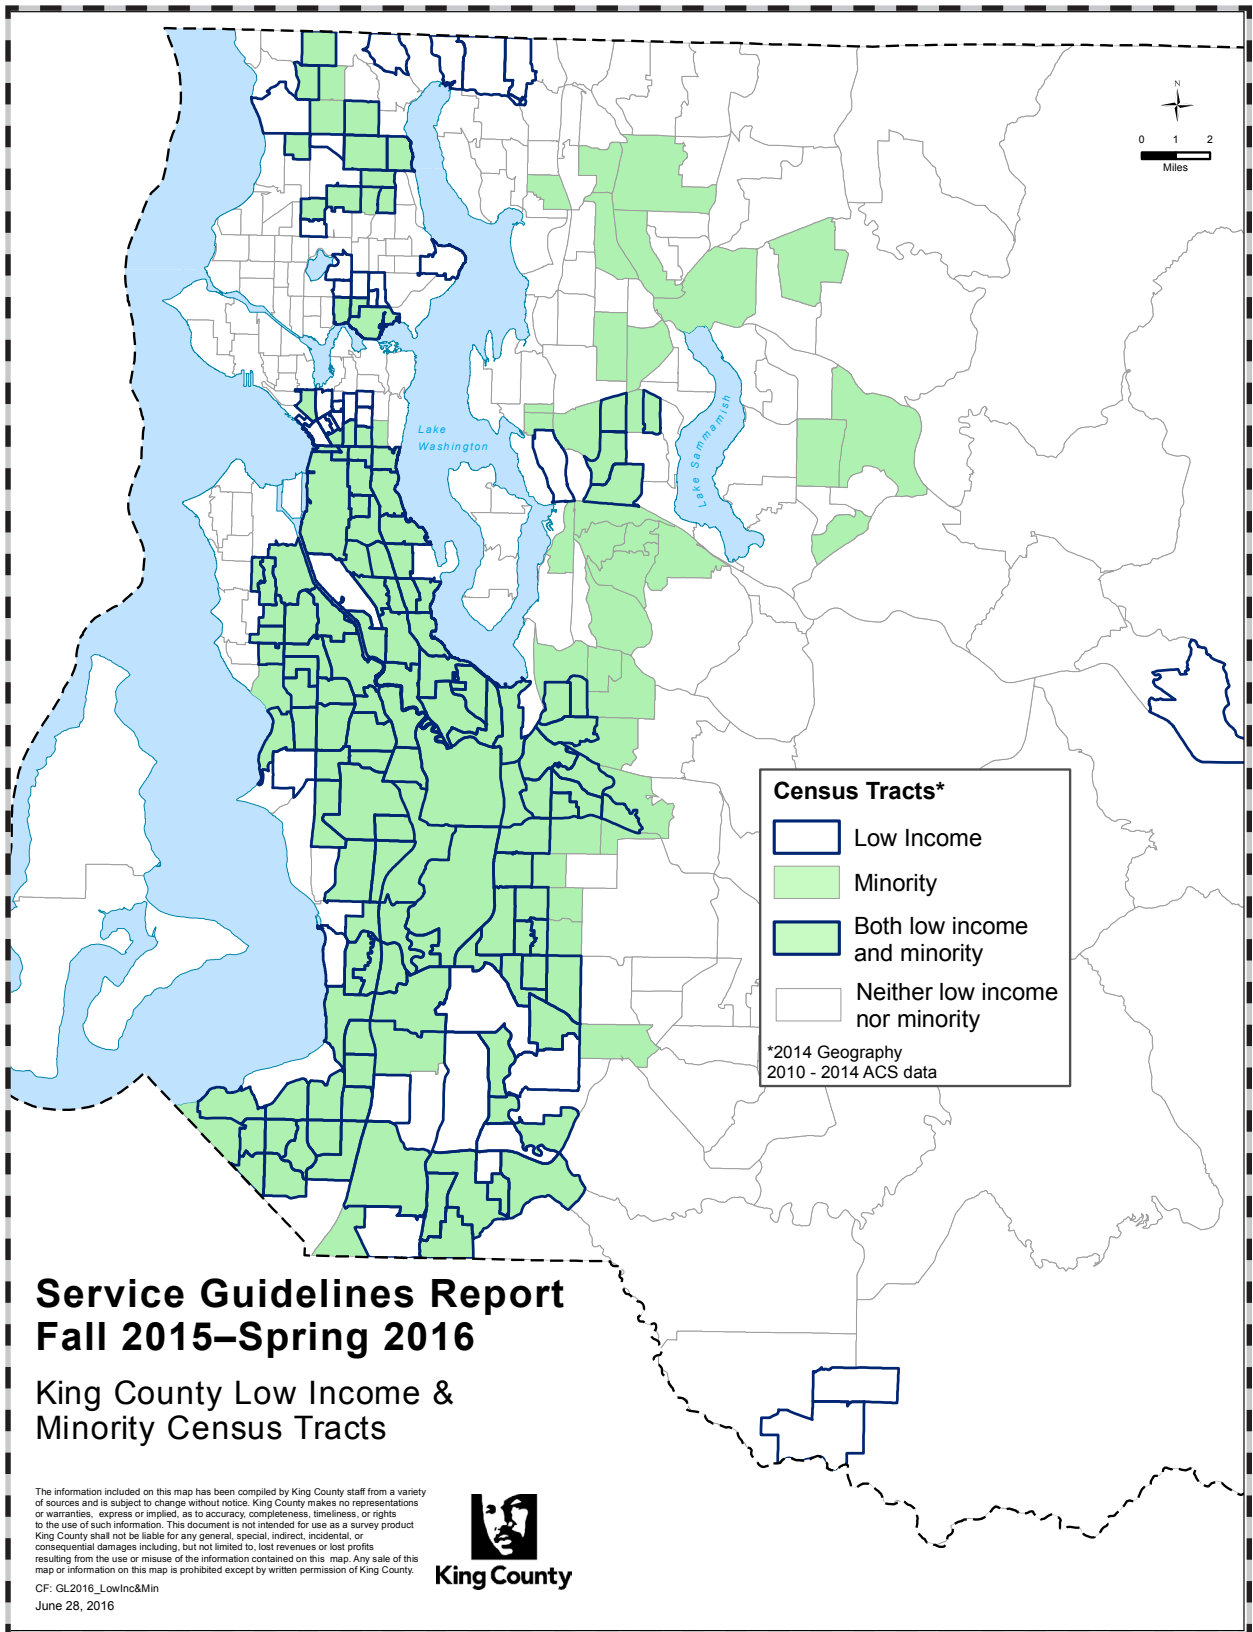 N
0 1 2
Miles
Lake
Washington
Lake Sammamish
Census Tracts*
Low Income
Minority
Both low income
and minority
Neither low income
nor minority
*2014 Geography
2010 - 2014 ACS data
Service Guidelines Report
Fall 2015–Spring 2016
King County Low Income &
Minority Census Tracts
The information included on this map has been compiled by King County staff from a variety
of sources and is subject to change without notice. King County makes no representations
or warranties, express or implied, as to accuracy, completeness, timeliness, or rights
to the use of such information. This document is not intended for use as a survey product
King County shall not be liable for any general, special, indirect, incidental, or
consequential damages including, but not limited to, lost revenues or lost profits
resulting from the use or misuse of the information contained on this map. Any sale of this
map or information on this map is prohibited except by written permission of King County.
CF: GL2016_LowInc&Min
June 28, 2016
King County